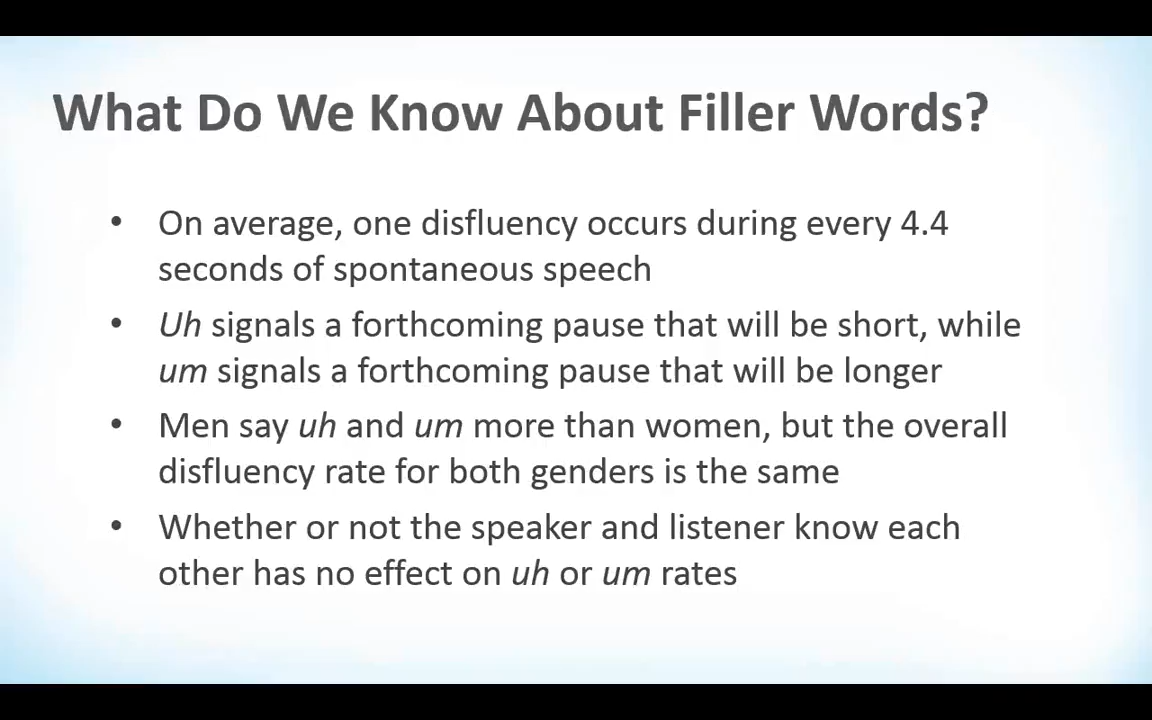 What Do We Know About Filler Words?
• On average, one disfluency occurs during every 4.4
seconds of spontaneous speech
• Uh signals a forthcoming pause that will be short, while
um signals a forthcoming pause that will be longer
• Men say uh and um more than women, but the overall
disfluency rate for both genders is the same
• Whether or not the speaker and listener know each
other has no effect on uh or um rates